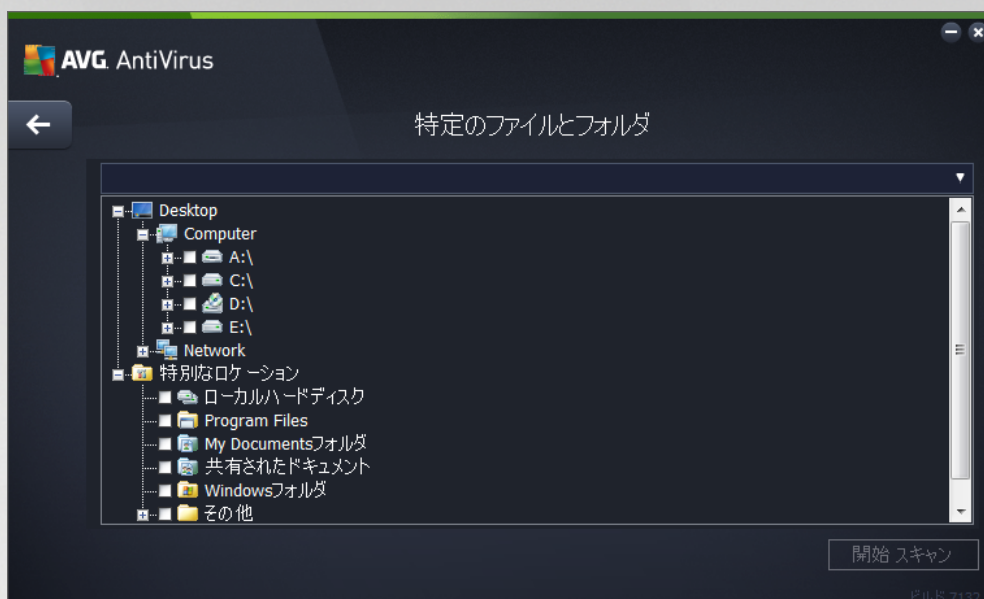 AVG. AntiVirus
特定のファイルとフォルダ
Desktop
Computer
A:\
C:\
D:\
E:\
Network
特別なロケーション
ローカルハードディスク
Program Files
My Documentsフォルダ
共有されたドキュメント
Windowsフォルダ
その他
開始 スキャン
ビルド 7132